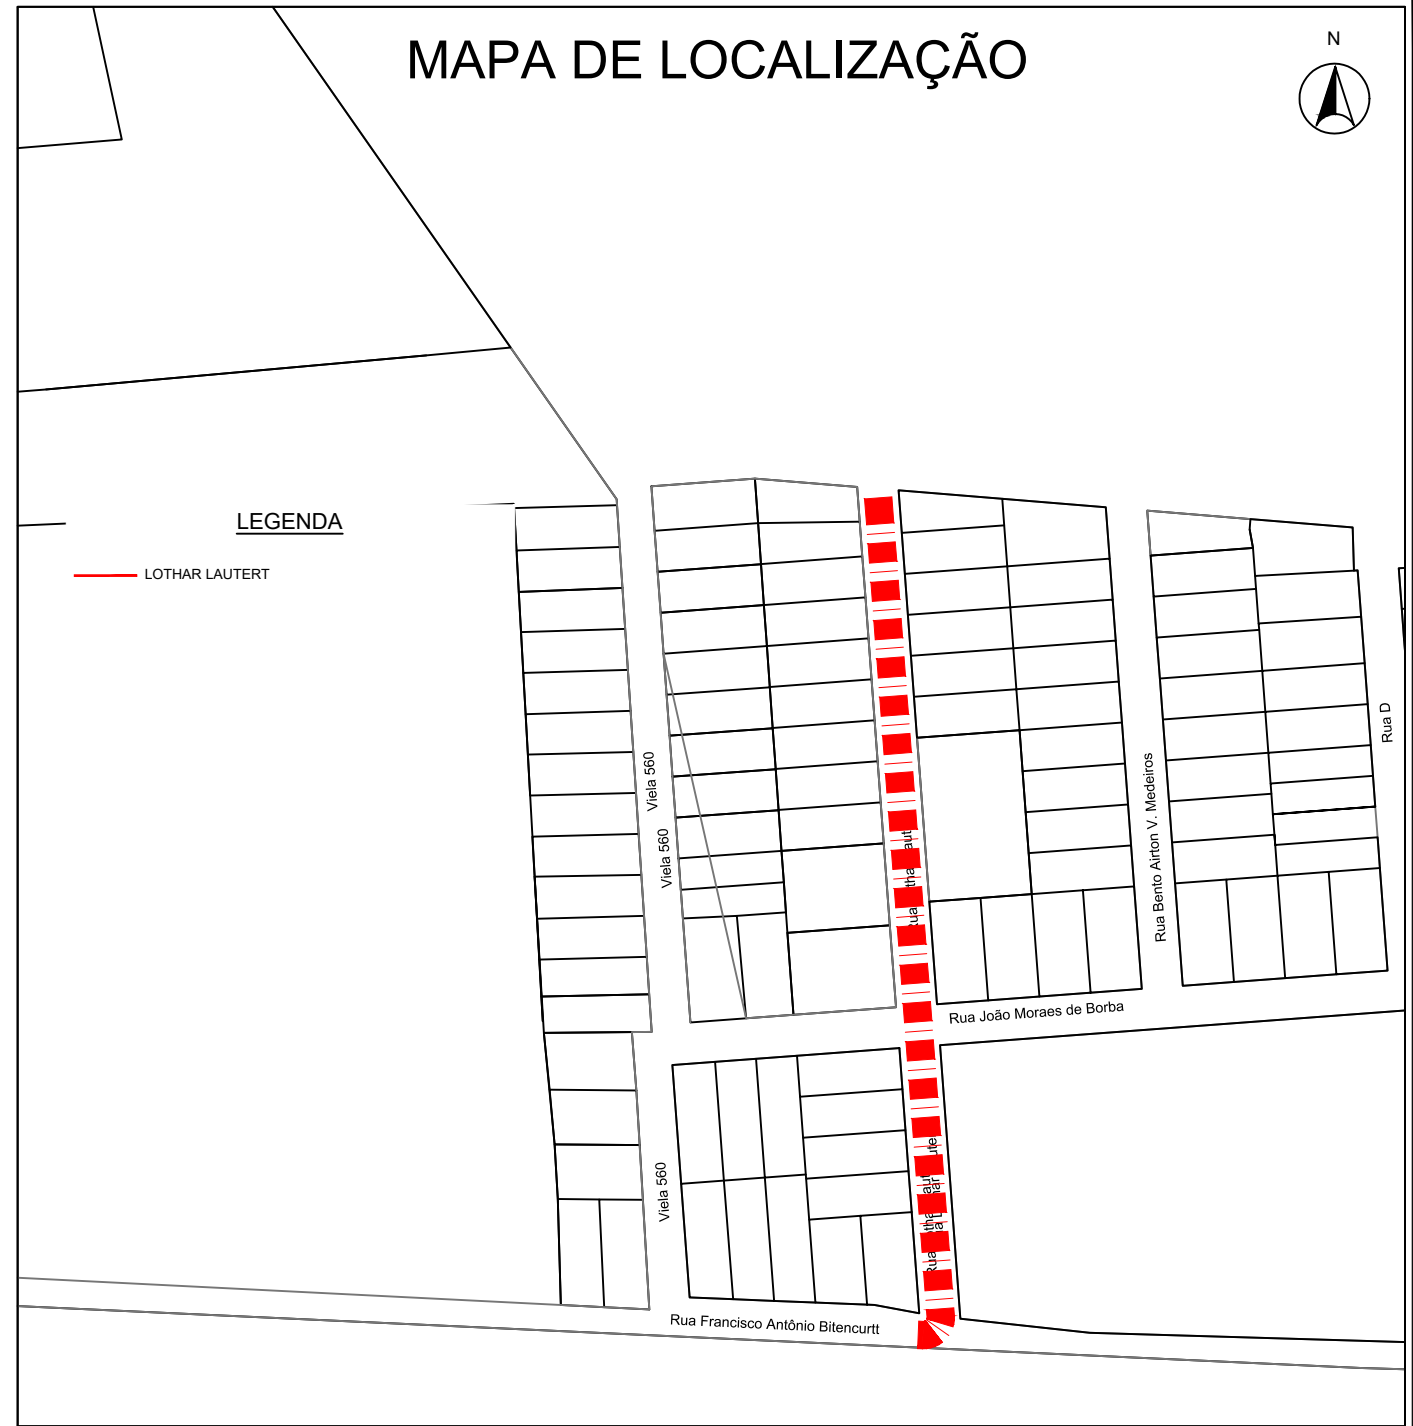 MAPA DE LOCALIZAÇÃO
N
LEGENDA
LOTHAR LAUTERT
Rua D
Viela 560
Viela 560
Rua Bento Airton V. Medeiros
Rua João Moraes de Borba
Viela 560
Rua Francisco Antônio Bitencurtt